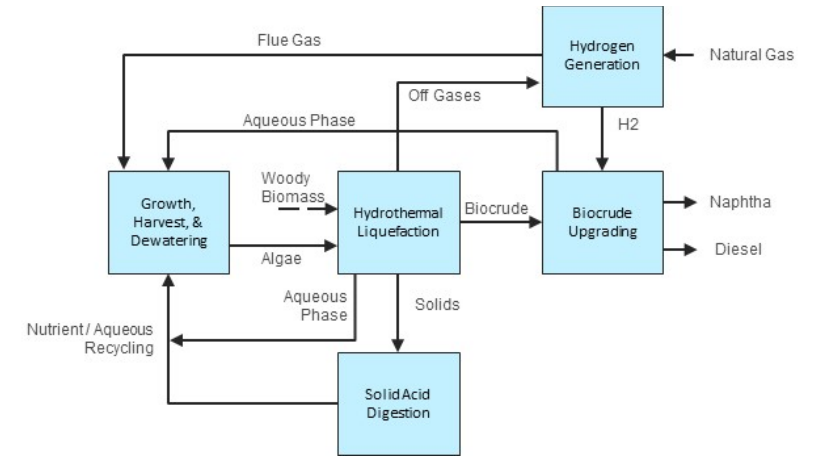 Flue Gas
Hydrogen
Generation
Natural Gas
Off Gases
Aqueous Phase
H2
Woody
Biomass
Growth,
Harvest, &
Dewatering
Hydrothermal
Liquefaction
Biocrude
Biocrude
Upgrading
Naphtha
Diesel
Algae
Aqueous
Phase
Solids
Nutrient / Aqueous
Recycling
Solid Acid
Digestion